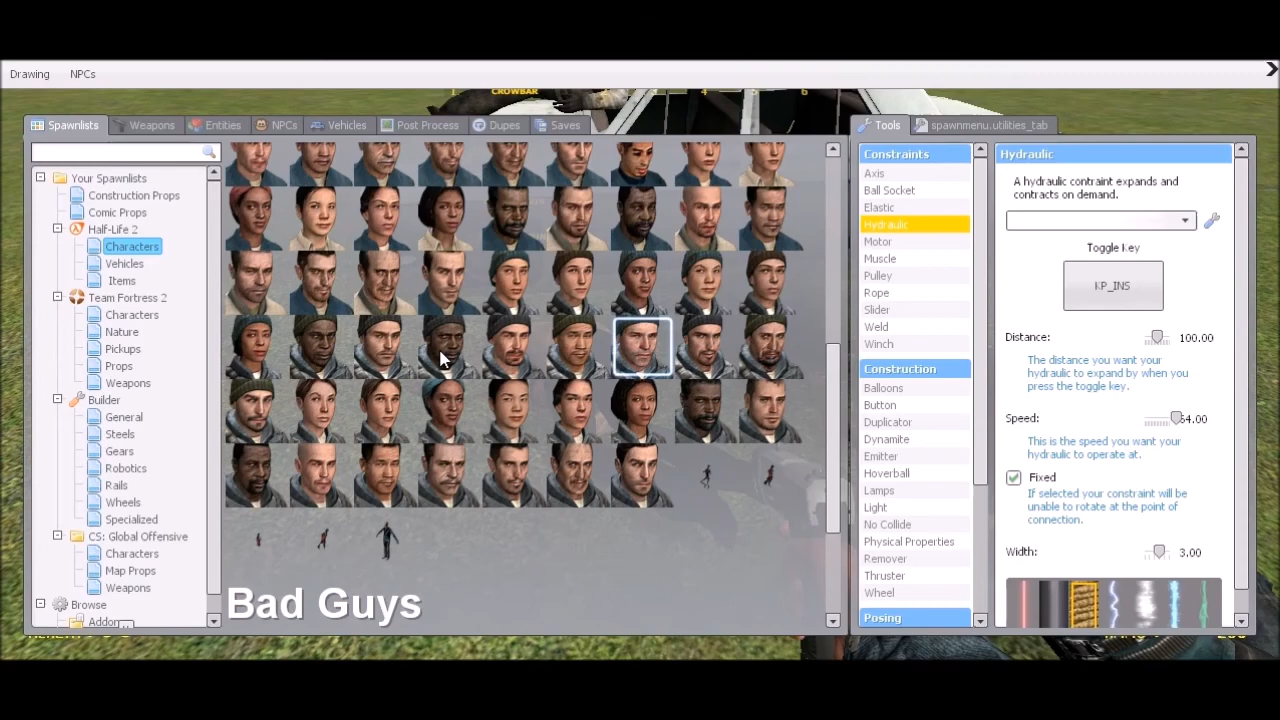 Drawing NPCs
CROWBAR 4 5 6
Spawnlists Weapons Entities NPCs Vehicles Post Process Dupes Saves
Your Spawnlists
Construction Props
Comic Props
Half-Life 2
Characters
Vehicles
Items
Team Fortress 2
Characters
Nature
Pickups
Props
Weapons
Builder
General
Steels
Gears
Robotics
Rails
Wheels
Specialized
CS: Global Offensive
Characters
Map Props
Weapons
Browse
Addon
Bad Guys
Tools spawnmenu.utilities_tab
Constraints
Axis
Ball Socket
Elastic
Hydraulic
Motor
Muscle
Pulley
Rope
Slider
Weld
Winch
Construction
Balloons
Button
Duplicator
Dynamite
Emitter
Hoverball
Lamps
Light
No Collide
Physical Properties
Remover
Thruster
Wheel
Posing
Hydraulic
A hydraulic contraint expands and
contracts on demand.
Toggle Key
KP_INS
Distance: 100.00
The distance you want your
hydraulic to expand by when you
press the toggle key.
Speed: 64.00
This is the speed you want your
hydraulic to operate at.
Fixed
If selected your constraint will be
unable to rotate at the point of
connection.
Width: 3.00